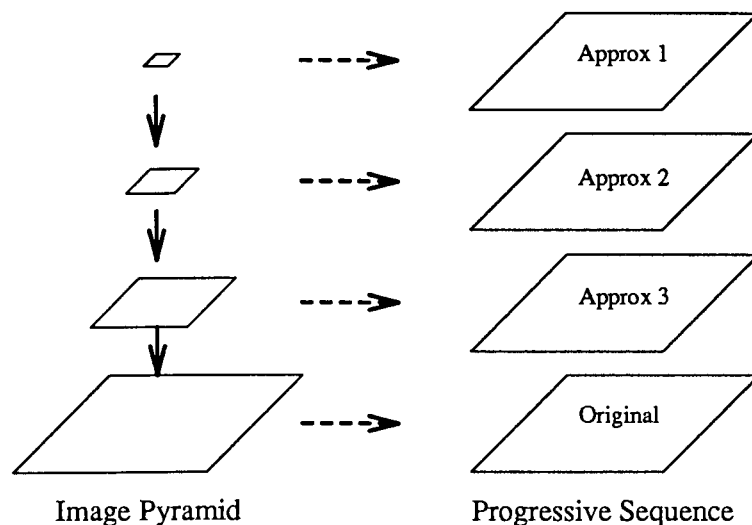 Approx 1
Approx 2
Approx 3
Original
Image Pyramid
Progressive Sequence